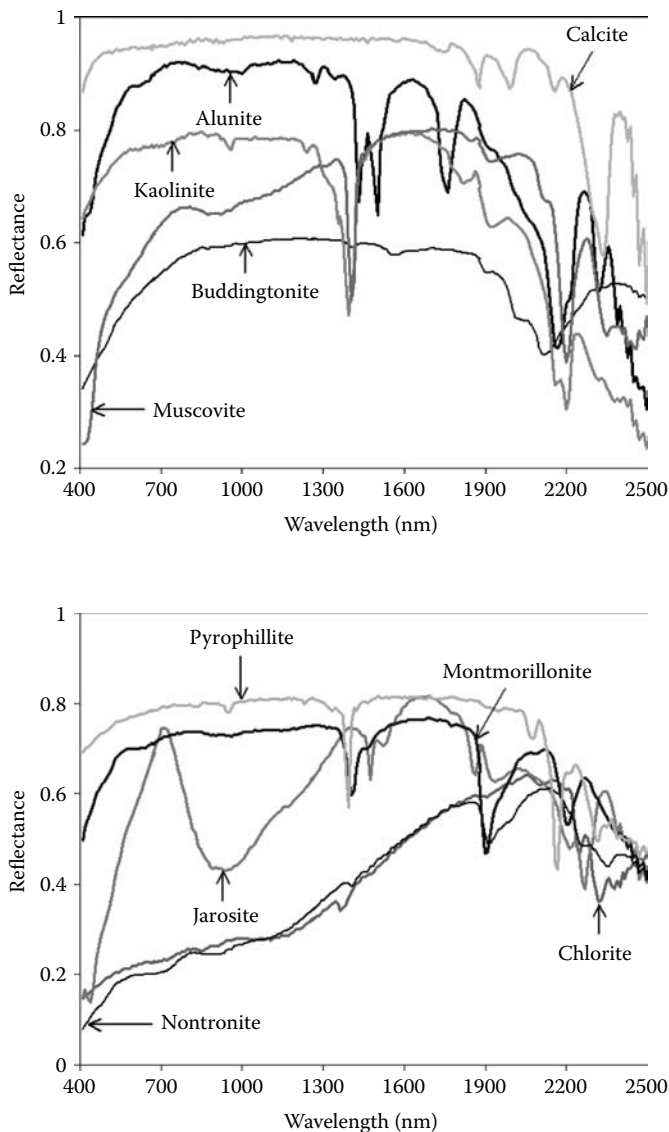 1
Calcite
Alunite
0.8
Kaolinite
Reflectance
0.6
Buddingtonite
0.4
Muscovite
0.2
400 700 1000 1300 1600 1900 2200 2500
Wavelength (nm)
1
Pyrophillite
Montmorillonite
0.8
0.6
Reflectance
0.4
Jarosite
Chlorite
0.2
Nontronite
0
400 700 1000 1300 1600 1900 2200 2500
Wavelength (nm)